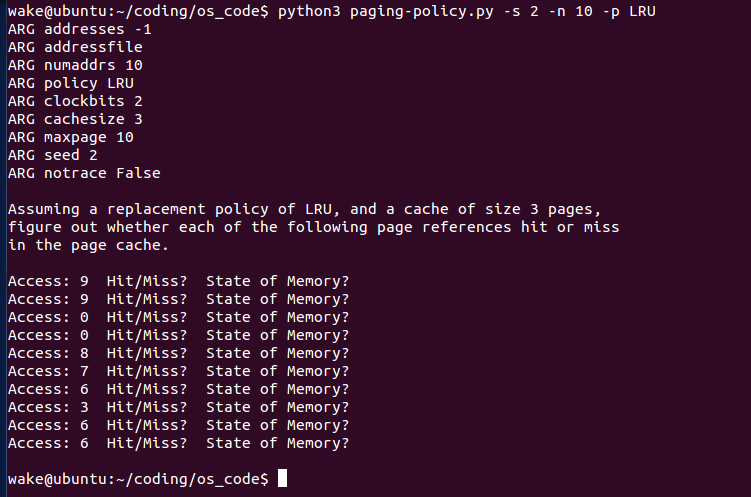 wake@ubuntu:~/coding/os_code$ python3 paging-policy.py -s 2 -n 10 -p LRU
ARG addresses -1
ARG addressfile
ARG numaddrs 10
ARG policy LRU
ARG clockbits 2
ARG cachesize 3
ARG maxpage 10
ARG seed 2
ARG notrace False
Assuming a replacement policy of LRU, and a cache of size 3 pages,
figure out whether each of the following page references hit or miss
in the page cache.
Access: 9  Hit/Miss?  State of Memory?
Access: 9  Hit/Miss?  State of Memory?
Access: 0  Hit/Miss?  State of Memory?
Access: 0  Hit/Miss?  State of Memory?
Access: 8  Hit/Miss?  State of Memory?
Access: 7  Hit/Miss?  State of Memory?
Access: 6  Hit/Miss?  State of Memory?
Access: 3  Hit/Miss?  State of Memory?
Access: 6  Hit/Miss?  State of Memory?
Access: 6  Hit/Miss?  State of Memory?
wake@ubuntu:~/coding/os_code$